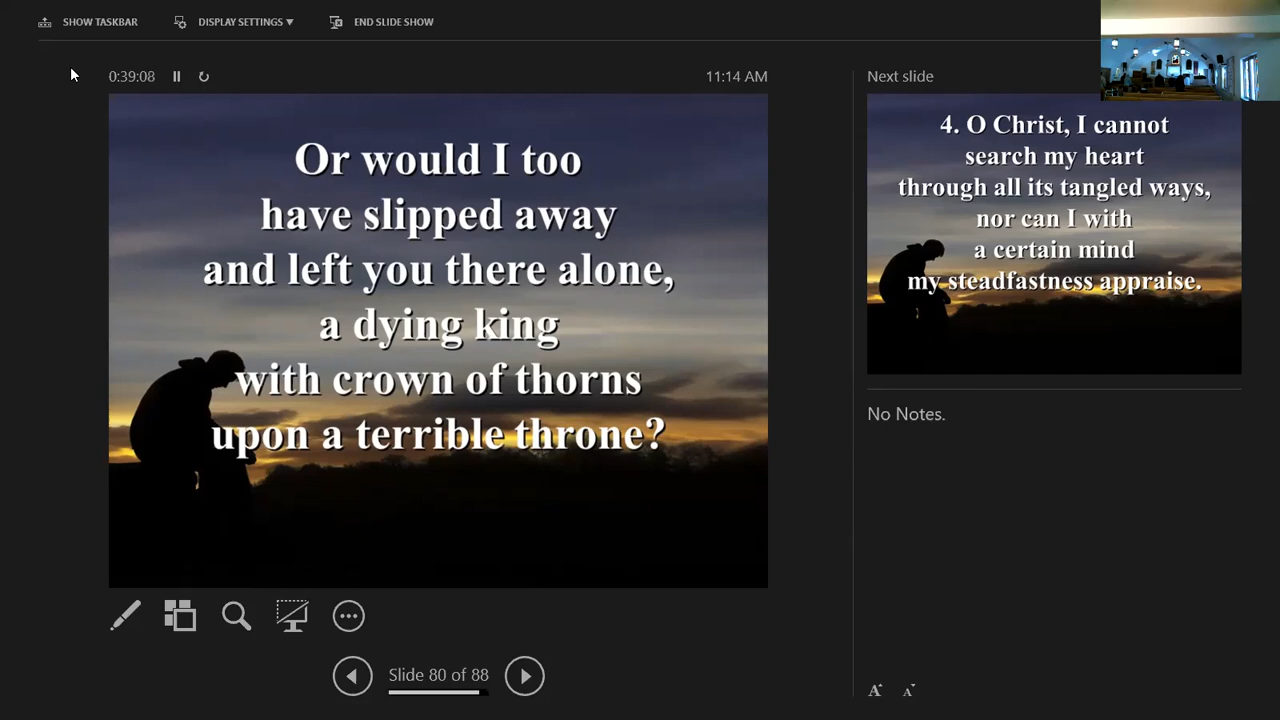 SHOW TASKBAR
DISPLAY SETTINGS ▼
END SLIDE SHOW
0:39:08
11:14 AM
Or would I too
have slipped away
and left you there alone,
a dying king
with crown of thorns
upon a terrible throne?
Slide 80 of 88
Next slide
4. O Christ, I cannot
search my heart
through all its tangled ways,
nor can I with
a certain mind
my steadfastness appraise.
No Notes.
A A